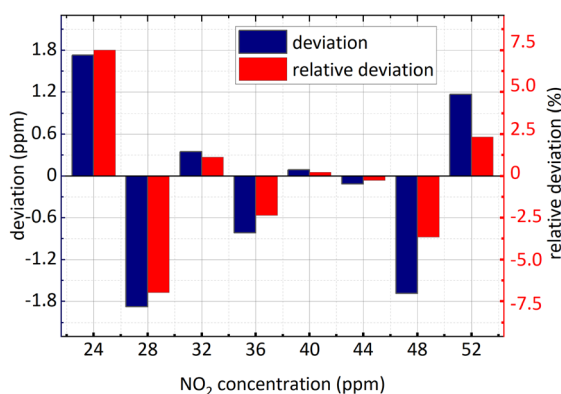 deviation
relative deviation
deviation (ppm)
1.8
1.2
0.6
0
-0.6
-1.2
-1.8
7.5
5.0
2.5
0
-2.5
-5.0
-7.5
relative deviation (%)
24 28 32 36 40 44 48 52
NO₂ concentration (ppm)